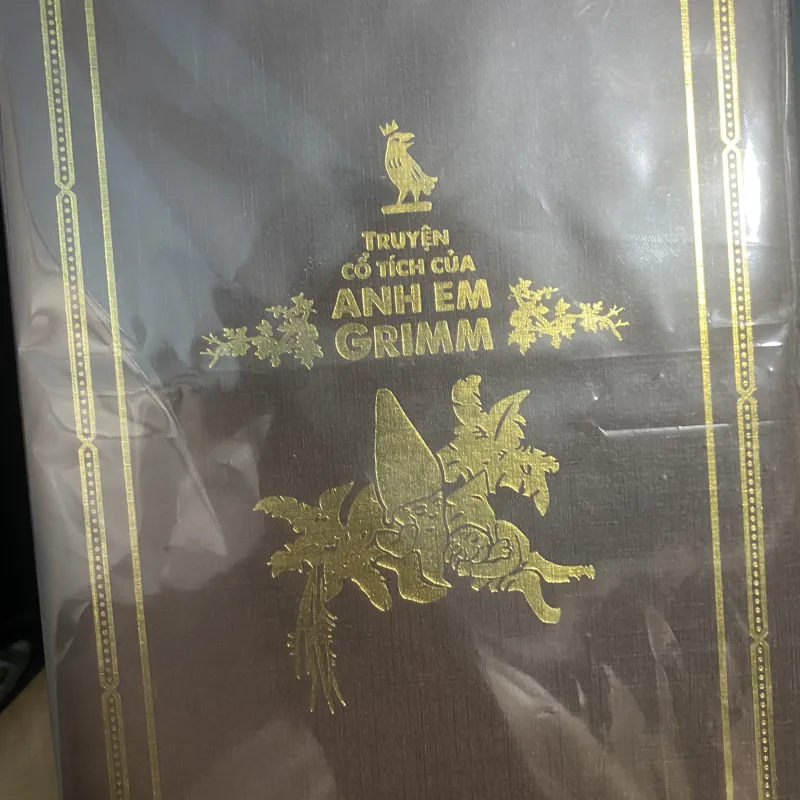 TRUYỆN
CỔ TÍCH CỦA
ANH EM
GRIMM